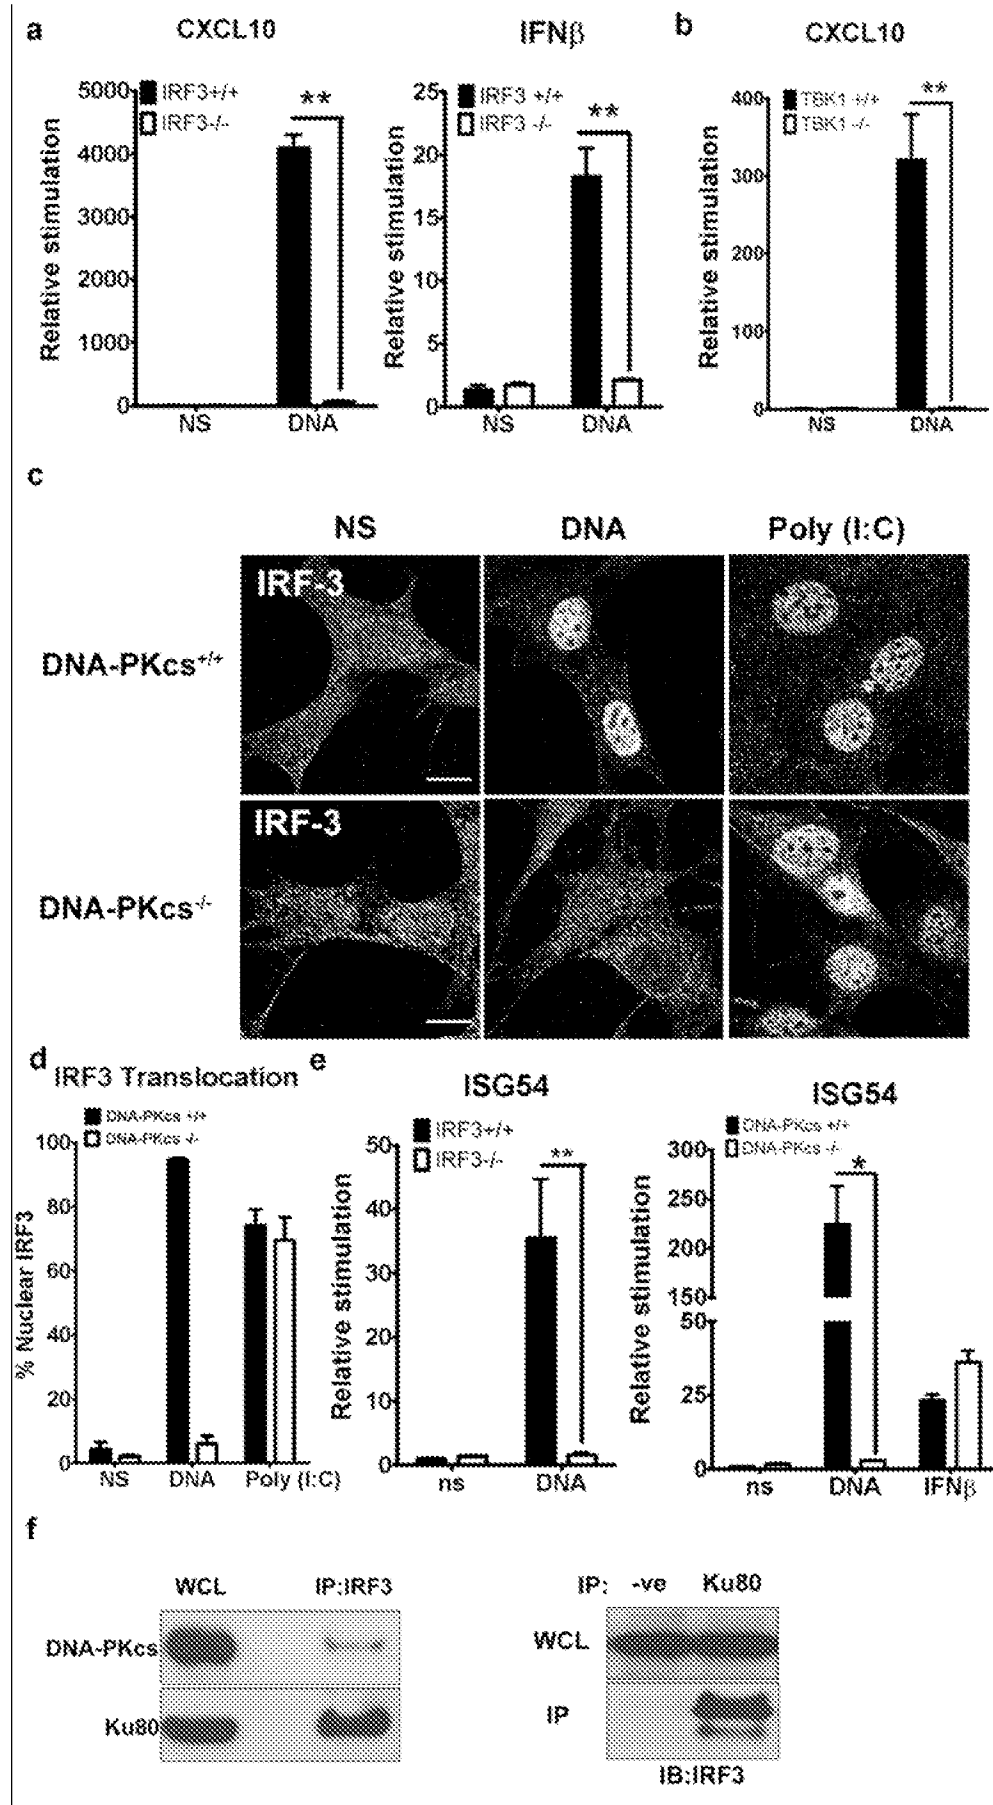 a
CXCL10
IFNβ
b
CXCL10
IRF3+/+
IRF3-/-
**
5000
4000
3000
2000
1000
0
Relative stimulation
NS
DNA
IRF3 +/+
IRF3 -/-
**
25
20
15
10
5
0
Relative stimulation
NS
DNA
TBK1 +/+
TBK1 -/-
**
400
300
200
100
0
Relative stimulation
NS
DNA
c
NS
DNA
Poly (I:C)
IRF-3
DNA-PKcs+/+
IRF-3
DNA-PKcs-/-
d
IRF3 Translocation
DNA-PKcs +/+
DNA-PKcs -/-
100
80
60
40
20
0
% Nuclear IRF3
NS
DNA
Poly (I:C)
e
ISG54
IRF3+/+
IRF3-/-
**
50
40
30
20
10
0
Relative stimulation
ns
DNA
ISG54
DNA-PKcs +/+
DNA-PKcs -/-
*
300
250
200
150
50
25
0
Relative stimulation
ns
DNA
IFNβ
f
WCL
IP:IRF3
DNA-PKcs
Ku80
IP:
-ve
Ku80
WCL
IP
IB:IRF3